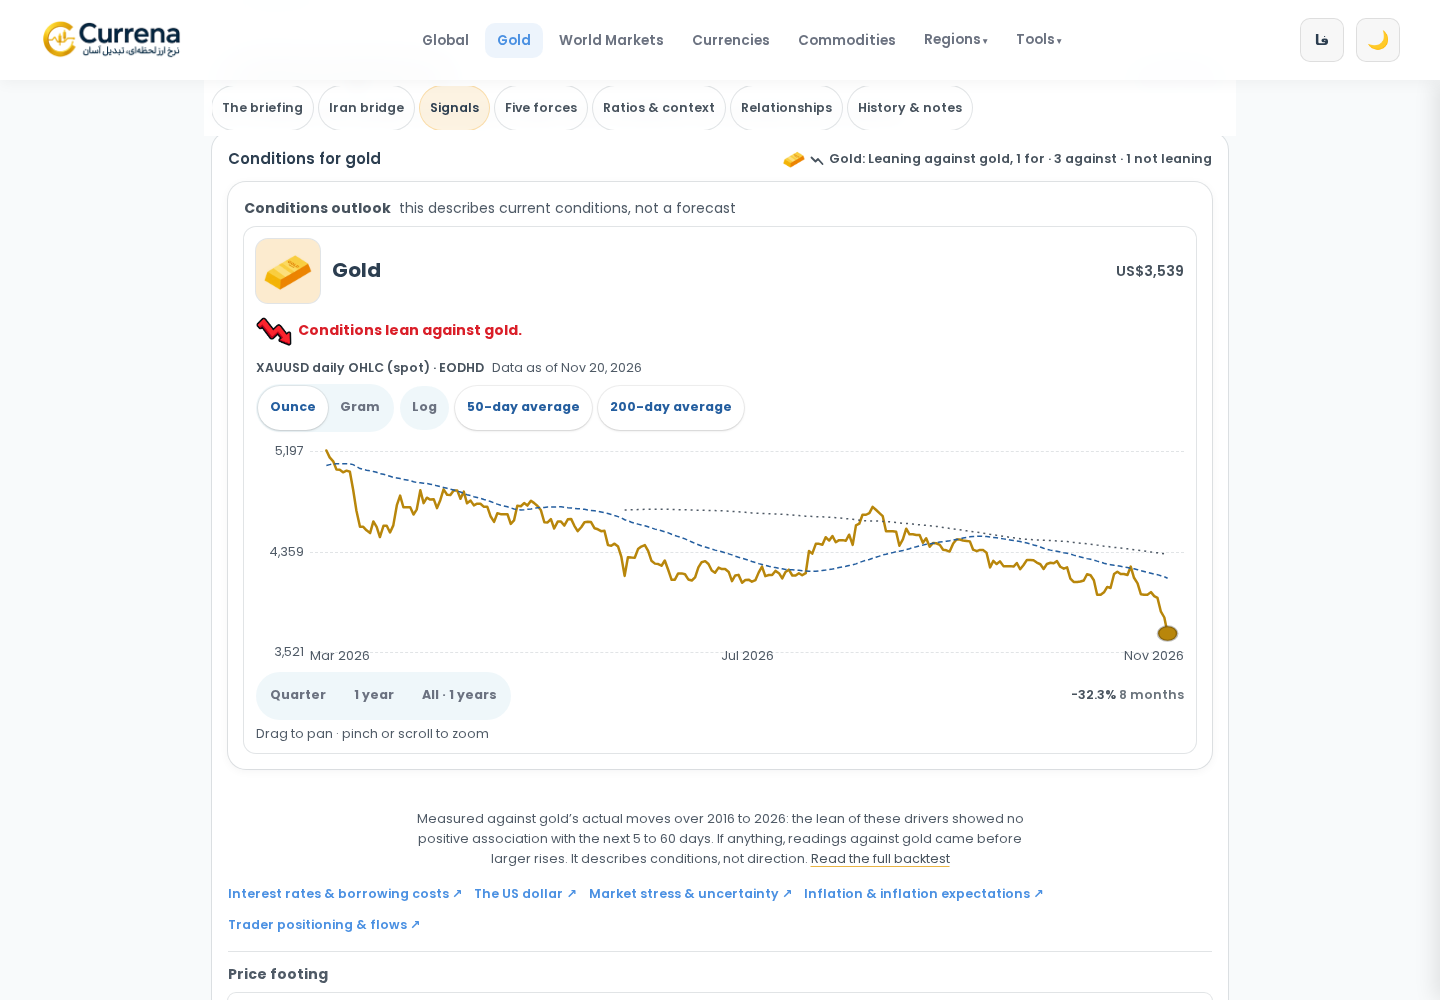 Currena
نرخ ارز لحظه‌ای، تبدیل آسان
Global
Gold
World Markets
Currencies
Commodities
Regions ▾
Tools ▾
فا
The briefing
Iran bridge
Signals
Five forces
Ratios & context
Relationships
History & notes
Conditions for gold
Gold: Leaning against gold, 1 for · 3 against · 1 not leaning
Conditions outlook this describes current conditions, not a forecast
Gold
US$3,539
Conditions lean against gold.
XAUUSD daily OHLC (spot) · EODHD Data as of Nov 20, 2026
Ounce
Gram
Log
50-day average
200-day average
5,197
4,359
3,521
Mar 2026
Jul 2026
Nov 2026
Quarter
1 year
All · 1 years
-32.3% 8 months
Drag to pan · pinch or scroll to zoom
Measured against gold’s actual moves over 2016 to 2026: the lean of these drivers showed no
positive association with the next 5 to 60 days. If anything, readings against gold came before
larger rises. It describes conditions, not direction. Read the full backtest
Interest rates & borrowing costs ↗
The US dollar ↗
Market stress & uncertainty ↗
Inflation & inflation expectations ↗
Trader positioning & flows ↗
Price footing